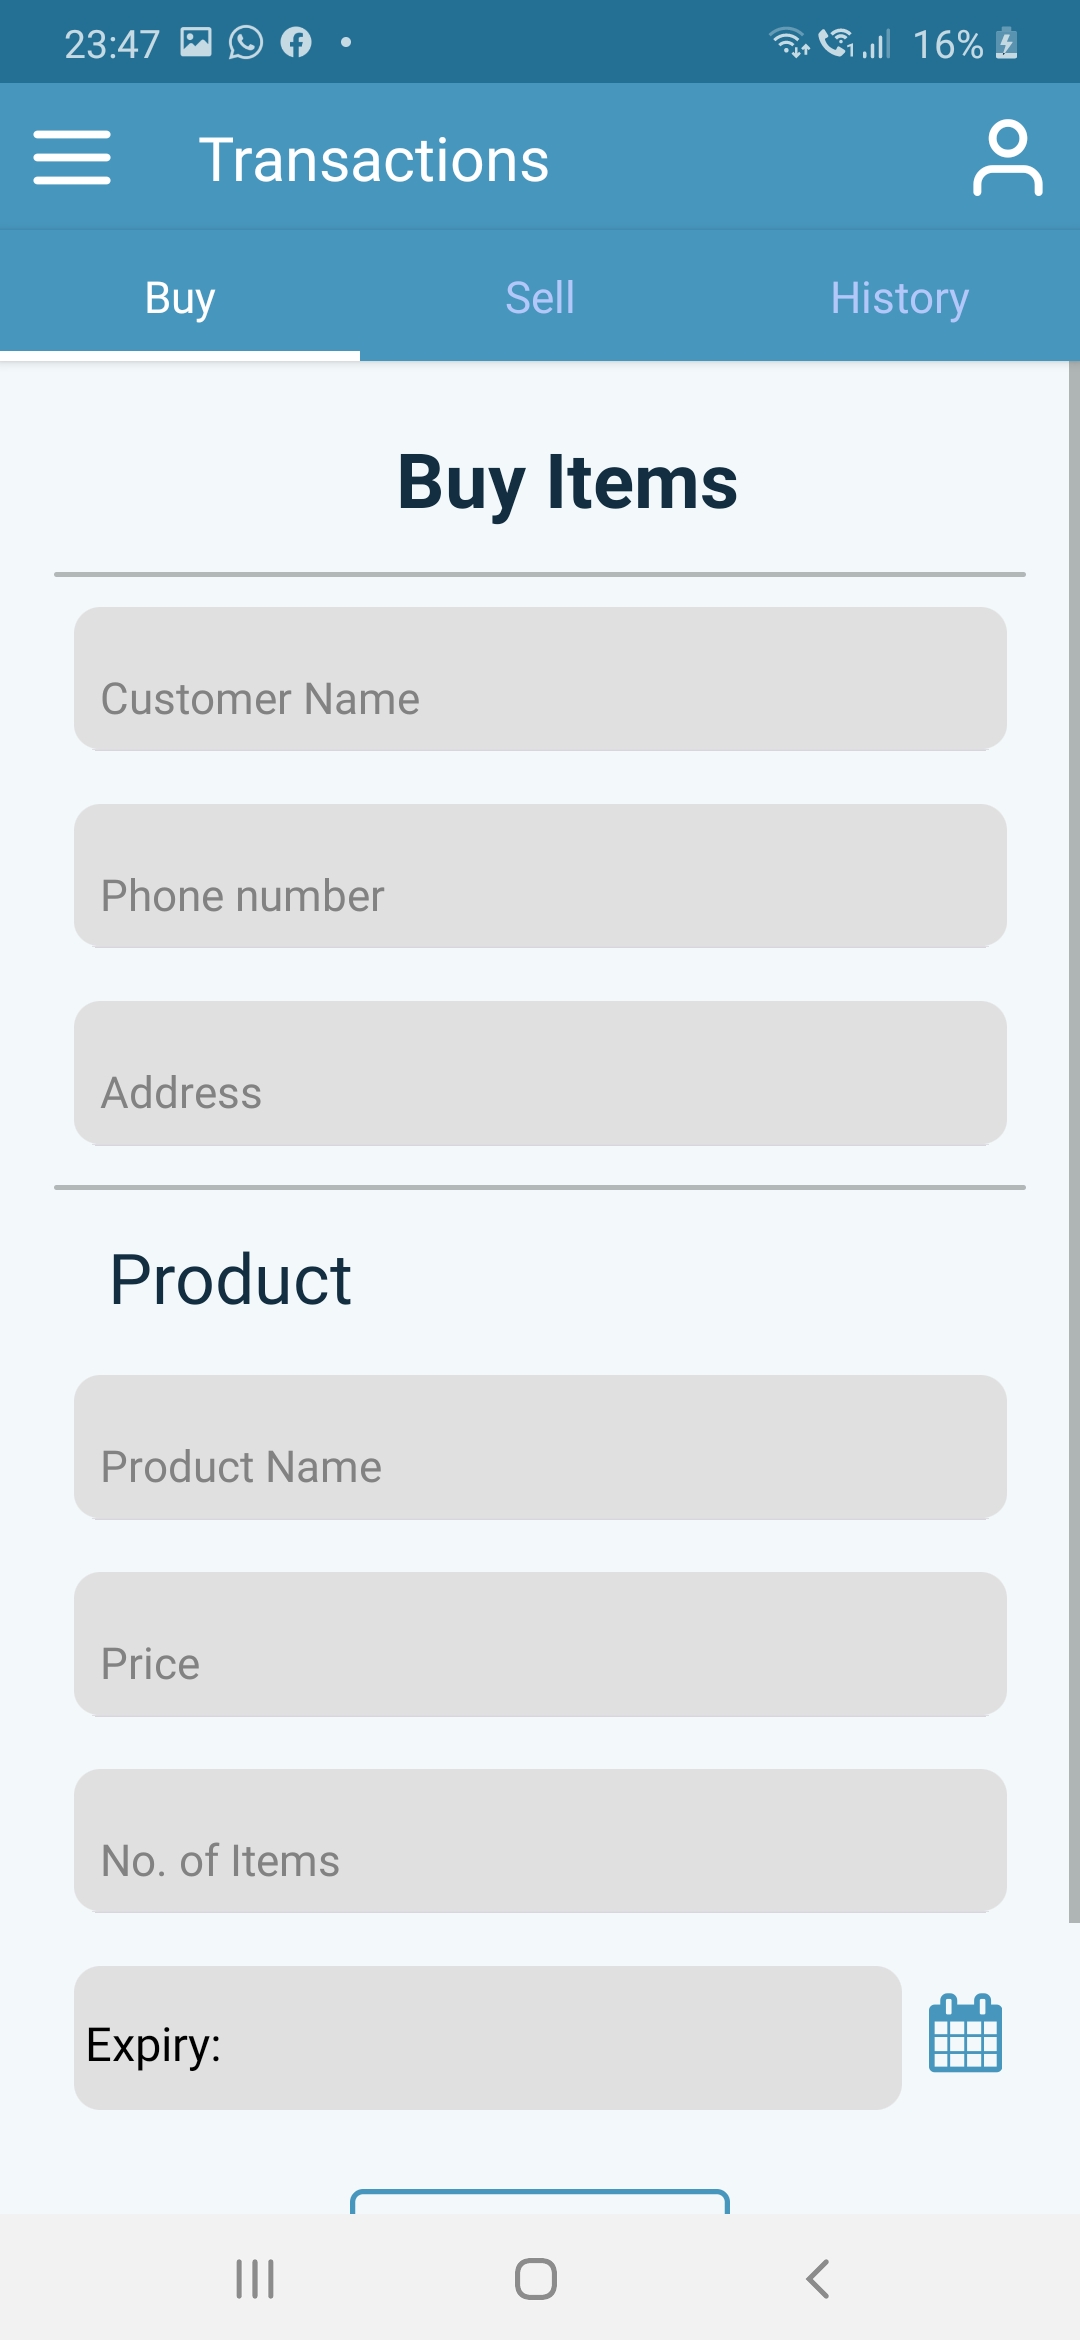 23:47 16%
Transactions
Buy Sell History
Buy Items
Customer Name
Phone number
Address
Product
Product Name
Price
No. of Items
Expiry: